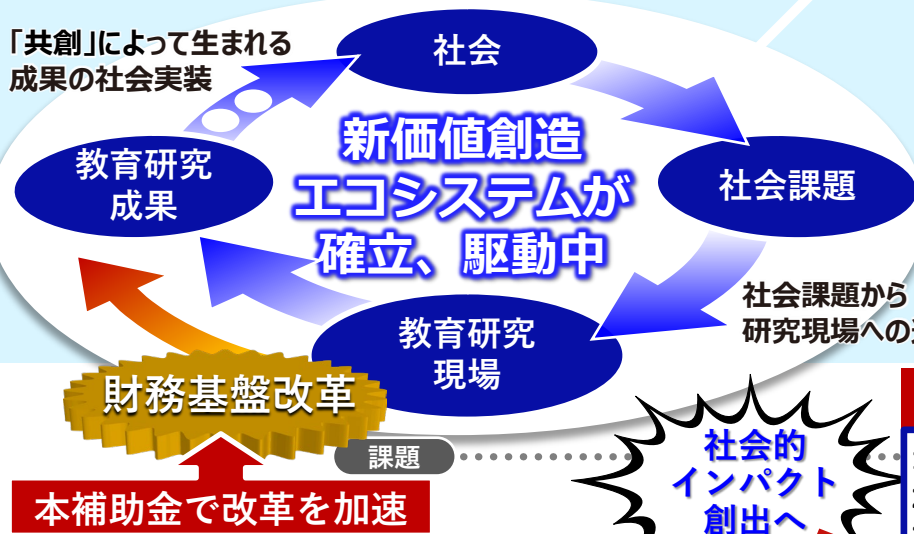 「共創」によって生まれる
成果の社会実装
社会
教育研究
成果
新価値創造
エコシステムが
確立、駆動中
社会課題
社会課題から
研究現場への
教育研究
現場
財務基盤改革
課題
本補助金で改革を加速
社会的
インパクト
創出へ